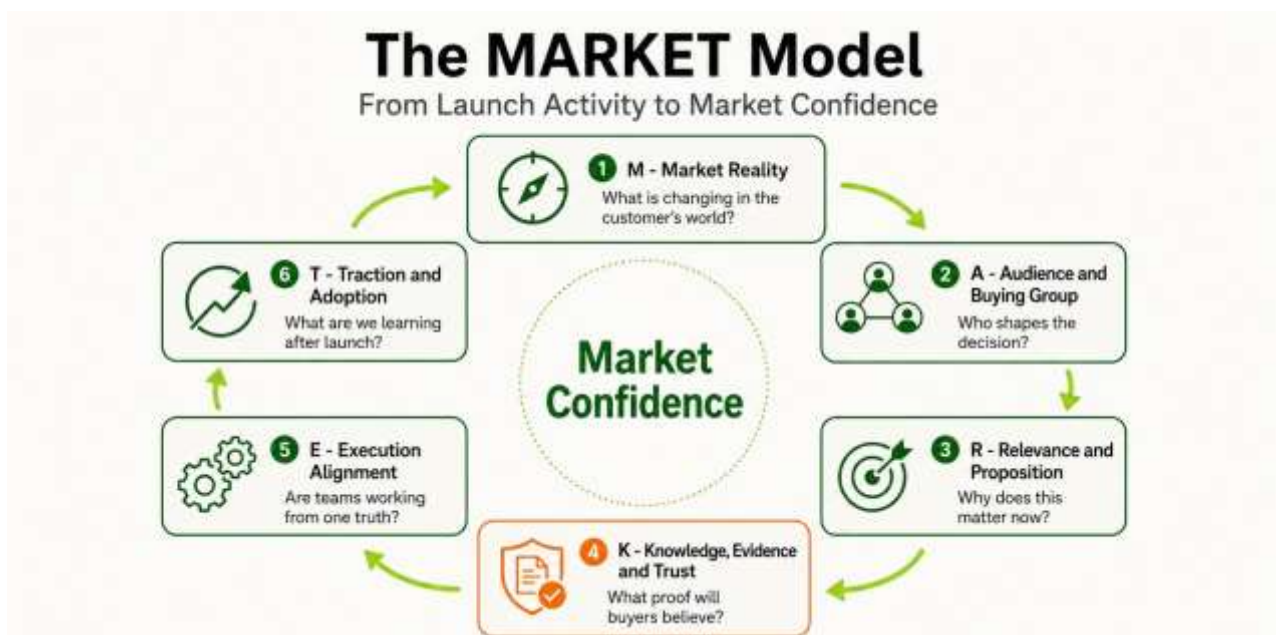 The MARKET Model
From Launch Activity to Market Confidence
1 M - Market Reality
What is changing in the
customer's world?
2 A - Audience and
Buying Group
Who shapes the
decision?
3 R - Relevance and
Proposition
Why does this
matter now?
4 K - Knowledge, Evidence
and Trust
What proof will
buyers believe?
5 E - Execution
Alignment
Are teams working
from one truth?
6 T - Traction and
Adoption
What are we learning
after launch?
Market
Confidence